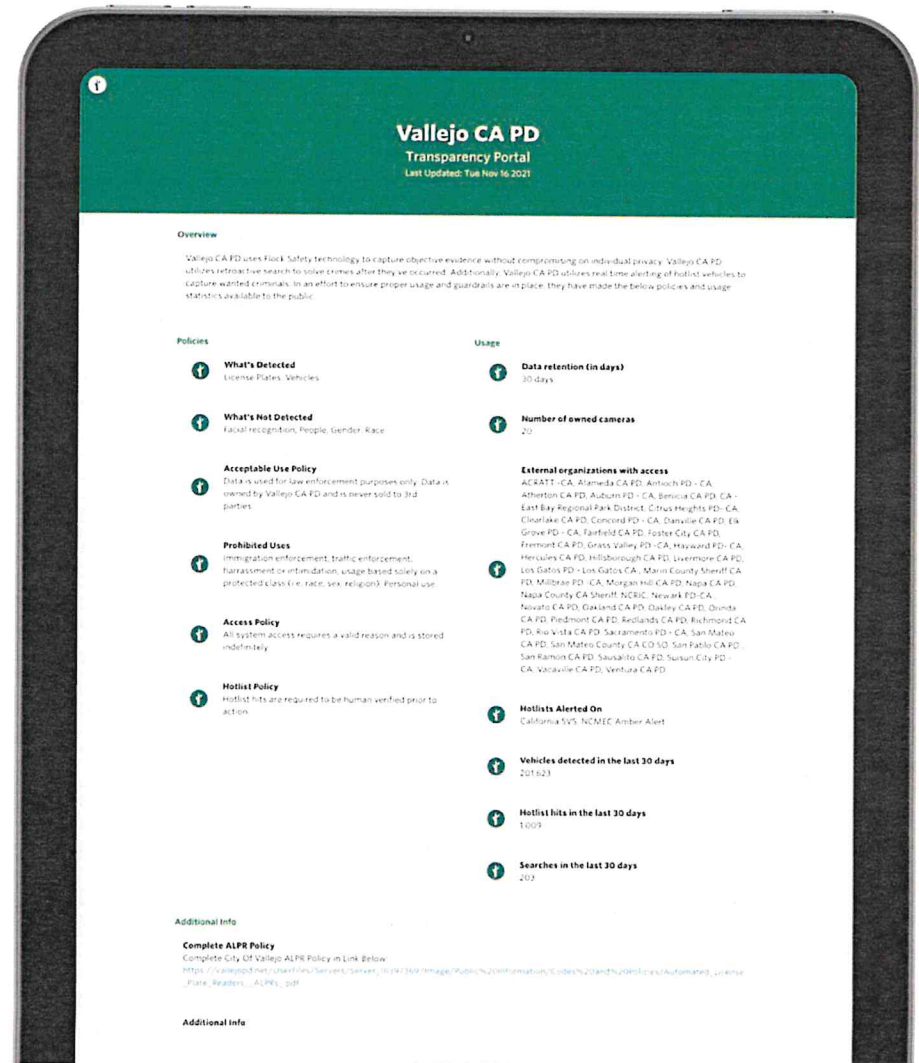 Vallejo CA PD
Transparency Portal
Last Updated: Tue Nov 16 2021
Overview
Vallejo CA PD uses Flock Safety technology to capture objective evidence without compromising on individual privacy. Vallejo CA PD
utilizes retroactive search to solve crimes after they've occurred. Additionally, Vallejo CA PD utilizes real time alerting of hotlist vehicles to
capture wanted criminals. In an effort to ensure proper usage and guardrails are in place, they have made the below policies and usage
statistics available to the public.
Policies
What's Detected
License Plates, Vehicles
What's Not Detected
Facial recognition, People, Gender, Race
Acceptable Use Policy
Data is used for law enforcement purposes only. Data is
owned by Vallejo CA PD and is never sold to 3rd
parties.
Prohibited Uses
Immigration enforcement, traffic enforcement,
harrassment or intimidation, usage based solely on a
protected class (i.e. race, sex, religion), Personal use.
Access Policy
All system access requires a valid reason and is stored
indefinitely.
Hotlist Policy
Hotlist hits are required to be human verified prior to
action.
Usage
Data retention (in days)
30 days
Number of owned cameras
20
External organizations with access
ACRATT -CA, Alameda CA PD, Antioch PD - CA,
Atherton CA PD, Auburn PD - CA, Benicia CA PD, CA -
East Bay Regional Park District, Citrus Heights PD- CA,
Clearlake CA PD, Concord PD - CA, Danville CA PD, Elk
Grove PD - CA, Fairfield CA PD, Foster City CA PD,
Fremont CA PD, Grass Valley PD -CA, Hayward PD- CA,
Hercules CA PD, Hillsborough CA PD, Livermore CA PD,
Los Gatos PD - Los Gatos CA , Marin County Sheriff CA
PD, Millbrae PD -CA, Morgan Hill CA PD, Napa CA PD,
Napa County CA Sheriff, NCRIC, Newark PD-CA ,
Novato CA PD, Oakland CA PD, Oakley CA PD, Orinda
CA PD, Piedmont CA PD, Redlands CA PD, Richmond CA
PD, Rio Vista CA PD, Sacramento PD - CA, San Mateo
CA PD, San Mateo County CA CO SO, San Pablo CA PD ,
San Ramon CA PD, Sausalito CA PD, Suisun City PD -
CA, Vacaville CA PD, Ventura CA PD
Hotlists Alerted On
California SVS, NCMEC Amber Alert
Vehicles detected in the last 30 days
201,623
Hotlist hits in the last 30 days
1,009
Searches in the last 30 days
203
Additional Info
Complete ALPR Policy
Complete City Of Vallejo ALPR Policy in Link Below:
_Plate_Readers__ALPRs_.pdf
Additional Info